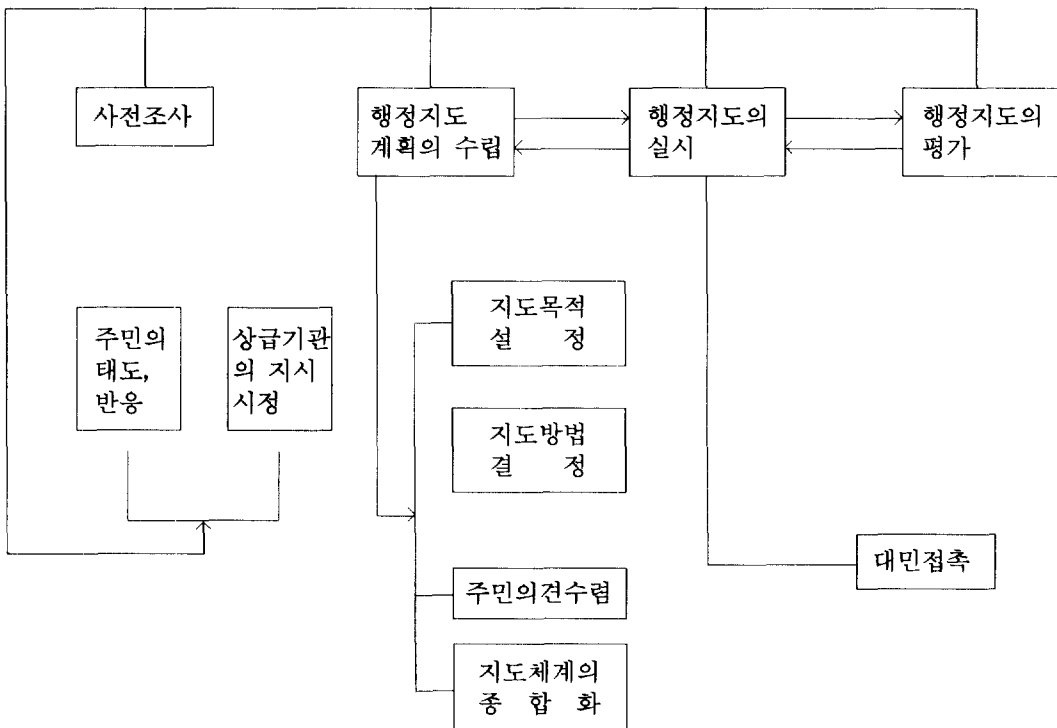 사전조사
행정지도
계획의 수립
행정지도의
실시
행정지도의
평가
주민의
태도,
반응
상급기관
의 지시
시정
지도목적
설 정
지도방법
결 정
주민의견수렴
지도체계의
종 합 화
대민접촉